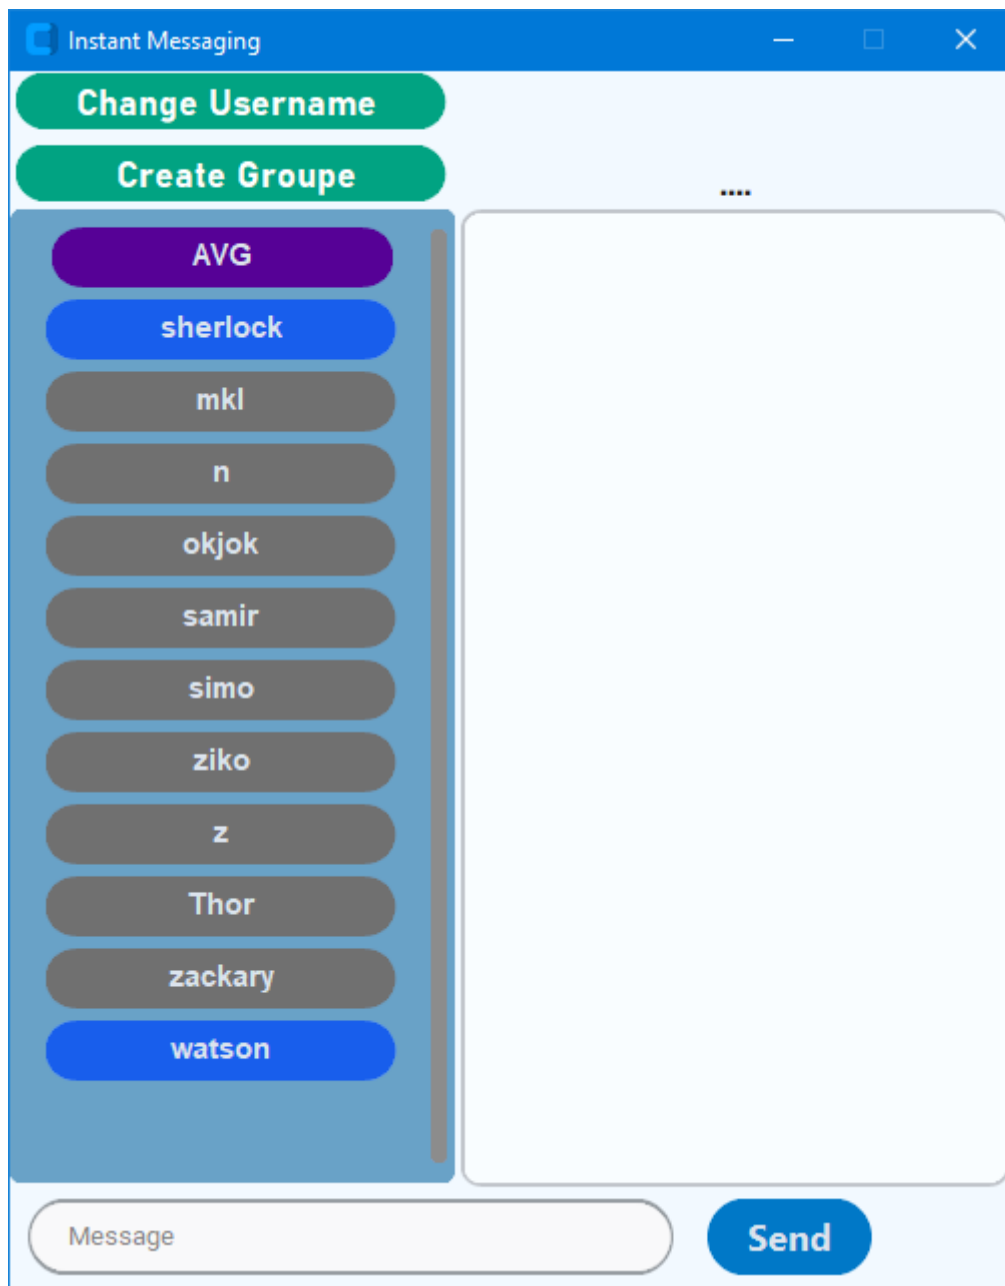 Instant Messaging
Change Username
Create Groupe
....
AVG
sherlock
mkl
n
okjok
samir
simo
ziko
z
Thor
zackary
watson
Message
Send